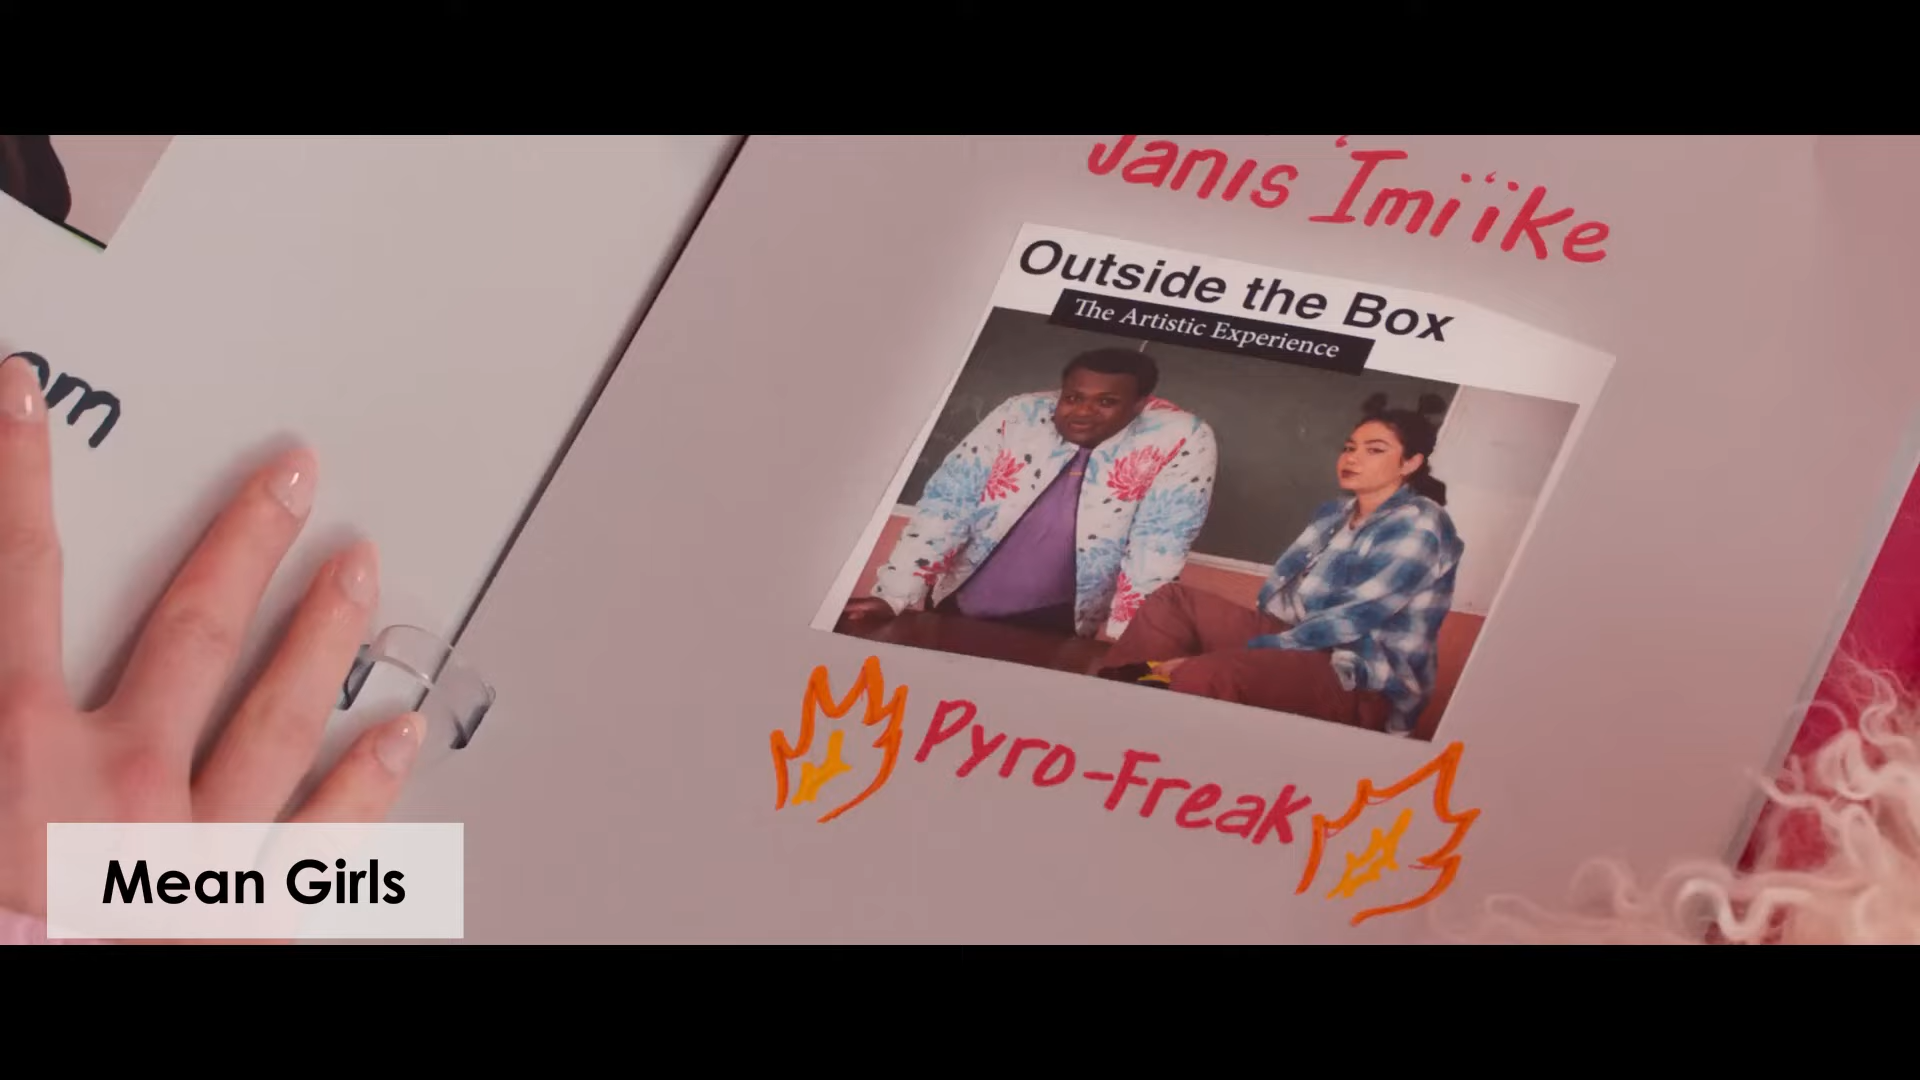 Janis 'Imi'ike
Outside the Box
The Artistic Experience
Pyro-Freak
Mean Girls